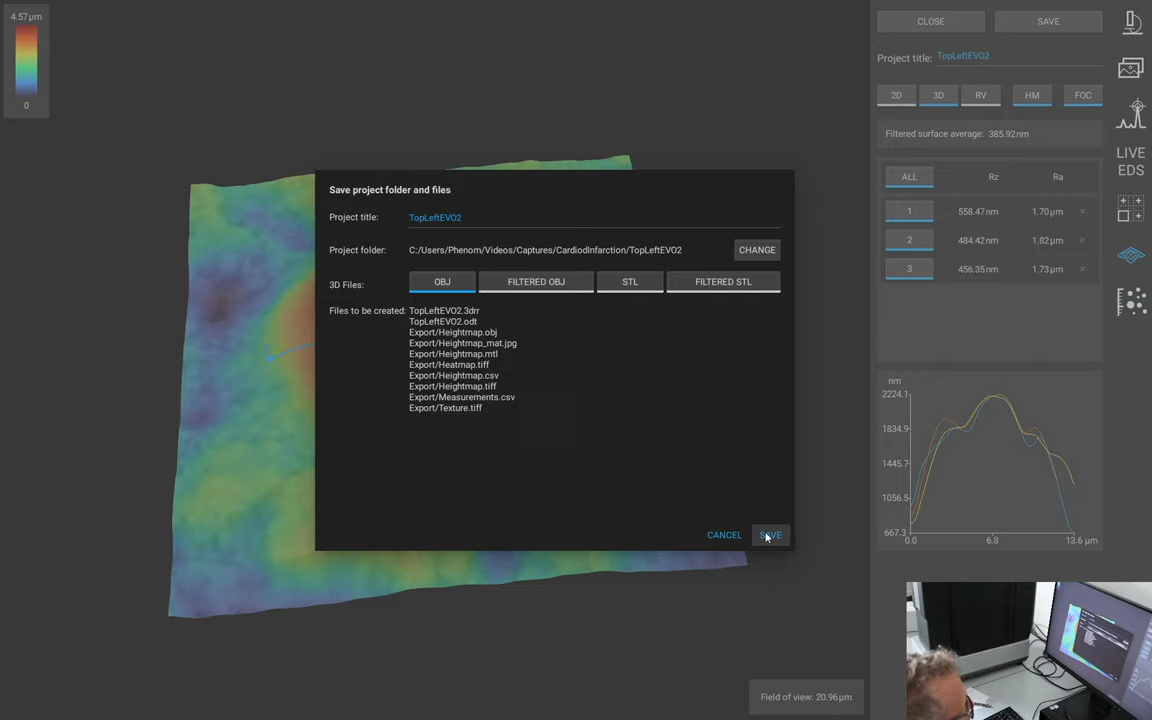 4.57µm
0
CLOSE
SAVE
Project title: TopLeftEVO2
2D
3D
RV
HM
FOC
Filtered surface average: 385.92nm
ALL
Rz
Ra
1
558.47nm
1.70µm
×
2
484.42nm
1.82µm
×
3
456.35nm
1.73µm
×
LIVE
EDS
Save project folder and files
Project title: TopLeftEVO2
Project folder: C:/Users/Phenom/Videos/Captures/CardiodInfarction/TopLeftEVO2
CHANGE
3D Files:
OBJ
FILTERED OBJ
STL
FILTERED STL
Files to be created: TopLeftEVO2.3drr
TopLeftEVO2.odt
Export/Heightmap.obj
Export/Heightmap_mat.jpg
Export/Heightmap.mtl
Export/Heatmap.tiff
Export/Heightmap.csv
Export/Heightmap.tiff
Export/Measurements.csv
Export/Texture.tiff
CANCEL
SAVE
nm
2224.1
1834.9
1445.7
1056.5
667.3
0.0
6.8
13.6 µm
Field of view: 20.96µm